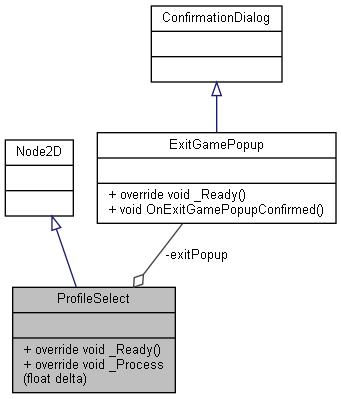 ConfirmationDialog
Node2D
ExitGamePopup
+ override void _Ready()
+ void OnExitGamePopupConfirmed()
-exitPopup
ProfileSelect
+ override void _Ready()
+ override void _Process
(float delta)